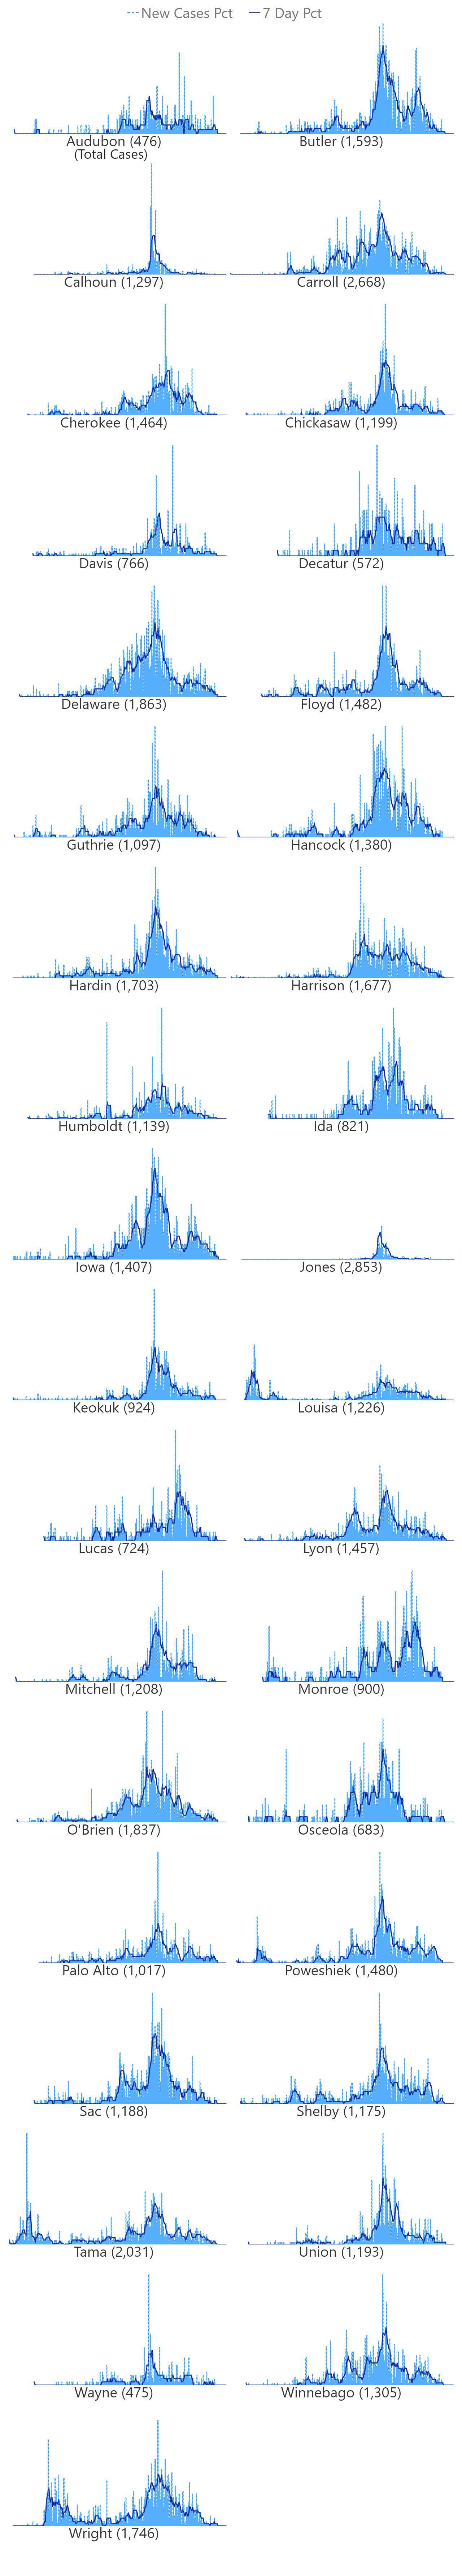 New Cases Pct 7 Day Pct
Audubon (476) Butler (1,593)
(Total Cases)
Calhoun (1,297) Carroll (2,668)
Cherokee (1,464) Chickasaw (1,199)
Davis (766) Decatur (572)
Delaware (1,863) Floyd (1,482)
Guthrie (1,097) Hancock (1,380)
Hardin (1,703) Harrison (1,677)
Humboldt (1,139) Ida (821)
Iowa (1,407) Jones (2,853)
Keokuk (924) Louisa (1,226)
Lucas (724) Lyon (1,457)
Mitchell (1,208) Monroe (900)
O'Brien (1,837) Osceola (683)
Palo Alto (1,017) Poweshiek (1,480)
Sac (1,188) Shelby (1,175)
Tama (2,031) Union (1,193)
Wayne (475) Winnebago (1,305)
Wright (1,746)